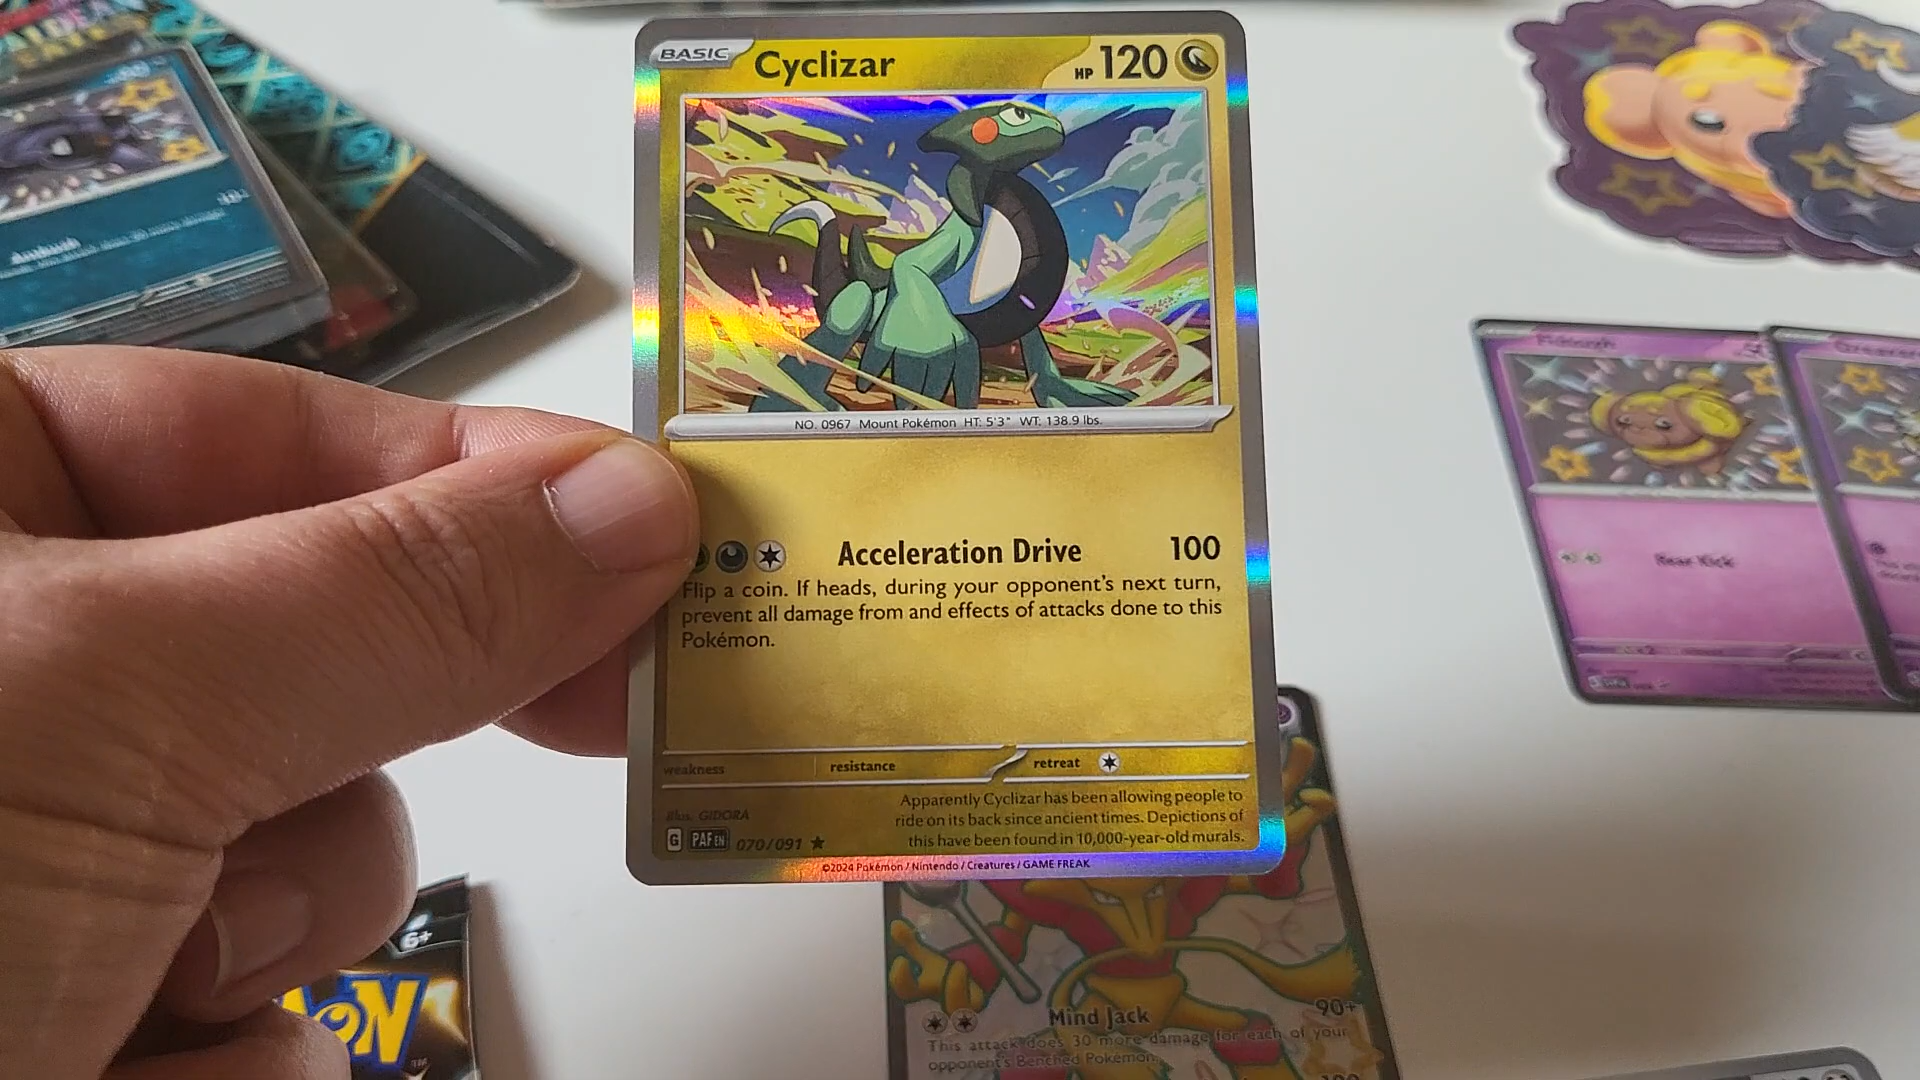 BASIC Cyclizar HP 120
NO. 0967 Mount Pokémon HT: 5'3" WT: 138.9 lbs.
Acceleration Drive 100
Flip a coin. If heads, during your opponent's next turn,
prevent all damage from and effects of attacks done to this
Pokémon.
weakness resistance retreat
Illus. GIDORA
Apparently Cyclizar has been allowing people to
ride on its back since ancient times. Depictions of
this have been found in 10,000-year-old murals.
G PAF EN 070/091
©2024 Pokémon / Nintendo / Creatures / GAME FREAK
Ambush
Rear Kick
6+
Mind Jack 90+
This attack does 30 more damage for each of your
opponent's Benched Pokémon.